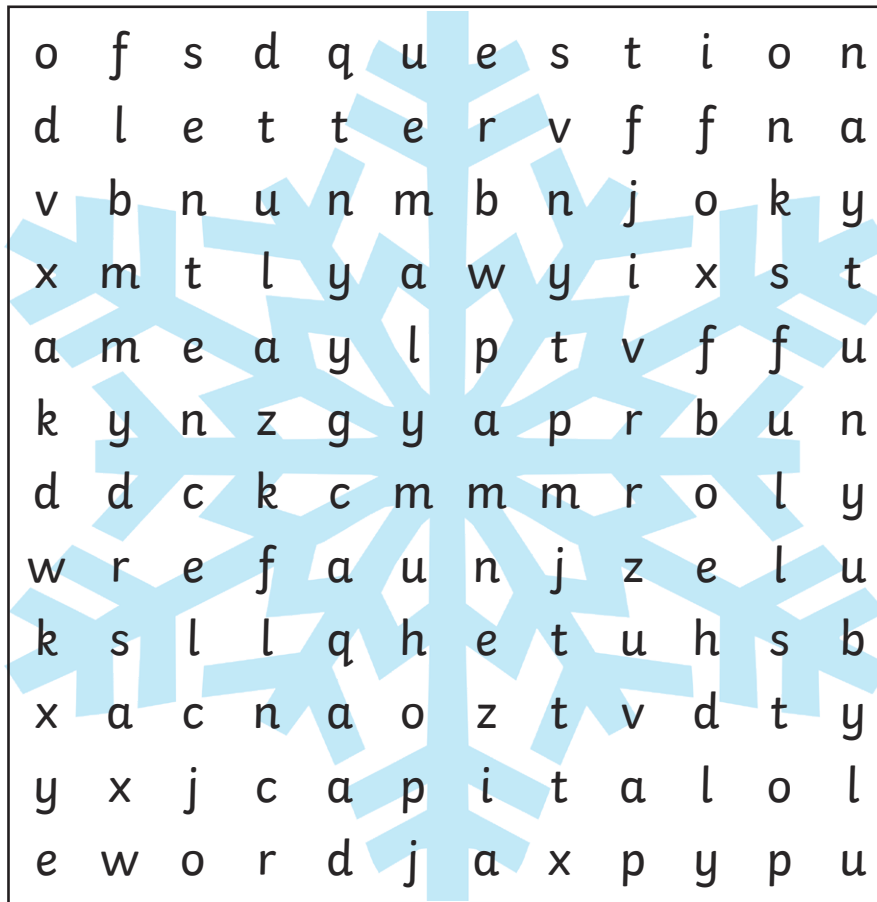 o f s d q u e s t i o n
d l e t t e r v f f n a
v b n u n m b n j o k y
x m t l y a w y i x s t
a m e a y l p t v f f u
k y n z g y a p r b u n
d d c k c m m m r o l y
w r e f a u n j z e l u
k s l l q h e t u h s b
x a c n a o z t v d t y
y x j c a p i t a l o l
e w o r d j a x p y p u